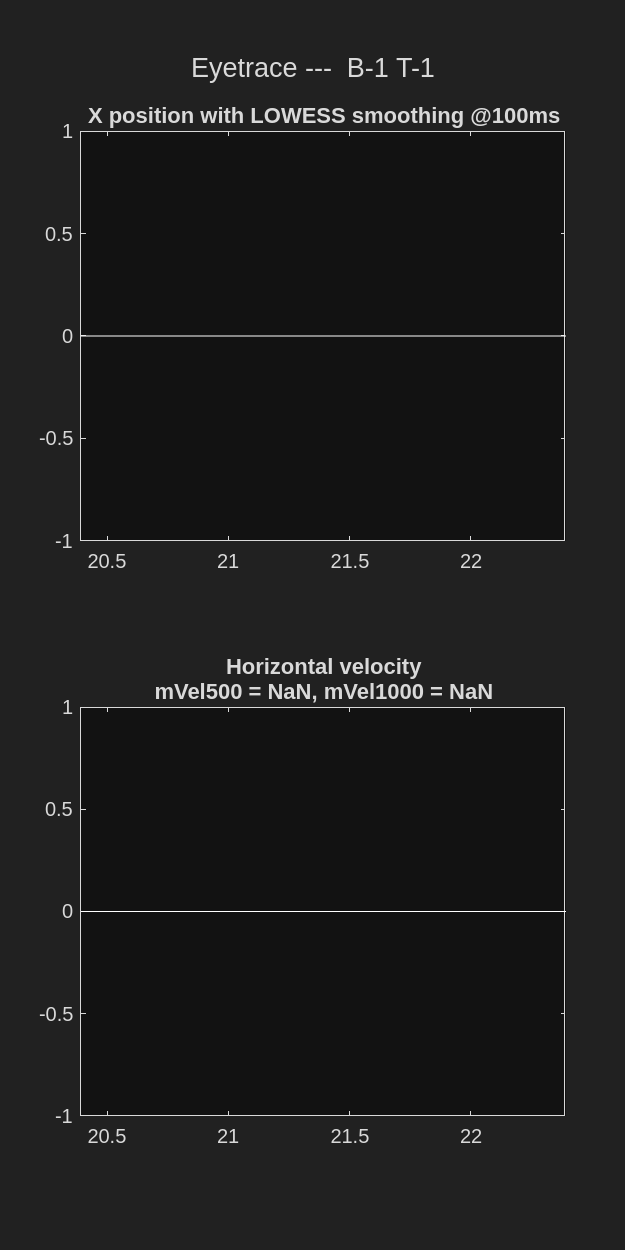 Eyetrace ---  B-1 T-1
X position with LOWESS smoothing @100ms
1
0.5
0
-0.5
-1
20.5 21 21.5 22
Horizontal velocity
mVel500 = NaN, mVel1000 = NaN
1
0.5
0
-0.5
-1
20.5 21 21.5 22